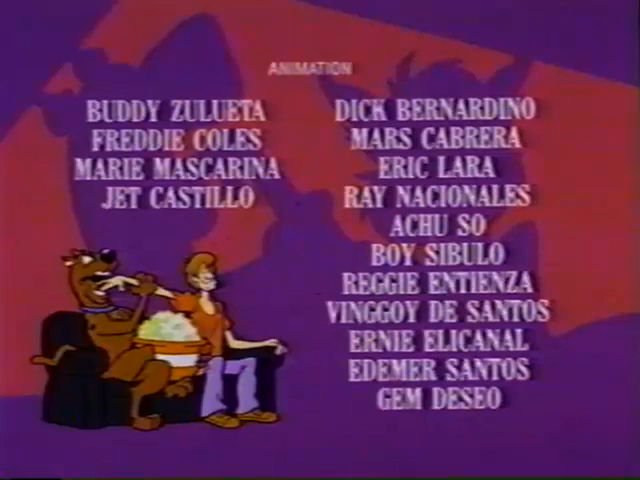 ANIMATION
BUDDY ZULUETA
FREDDIE COLES
MARIE MASCARINA
JET CASTILLO
DICK BERNARDINO
MARS CABRERA
ERIC LARA
RAY NACIONALES
ACHU SO
BOY SIBULO
REGGIE ENTIENZA
VINGGOY DE SANTOS
ERNIE ELICANAL
EDEMER SANTOS
GEM DESEO